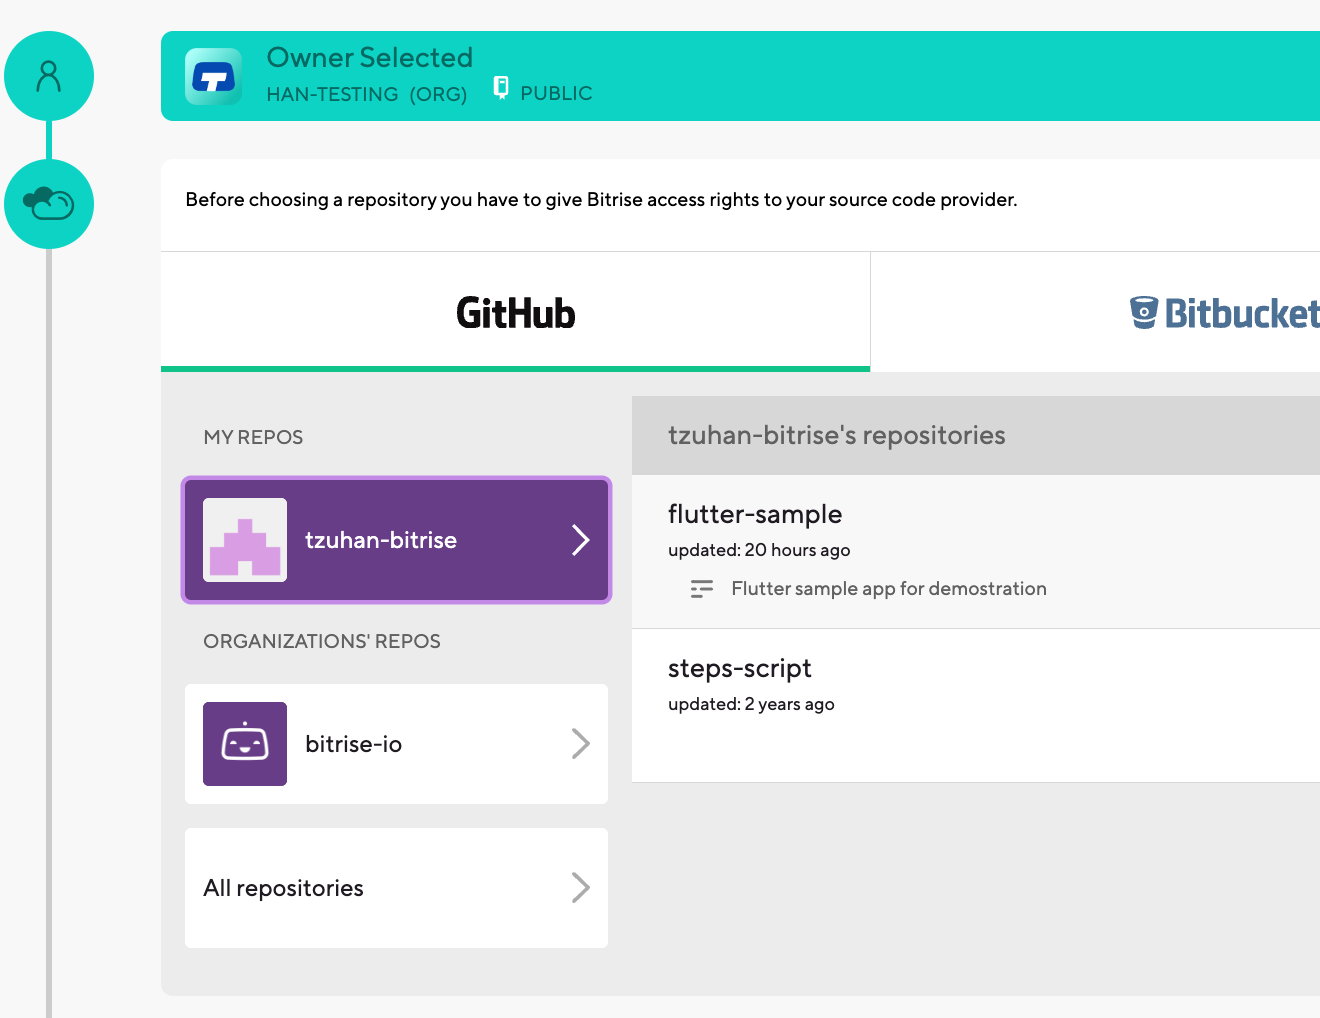 Owner Selected
HAN-TESTING (ORG) PUBLIC
Before choosing a repository you have to give Bitrise access rights to your source code provider.
GitHub
Bitbucket
MY REPOS
tzuhan-bitrise
ORGANIZATIONS' REPOS
bitrise-io
All repositories
tzuhan-bitrise's repositories
flutter-sample
updated: 20 hours ago
Flutter sample app for demostration
steps-script
updated: 2 years ago